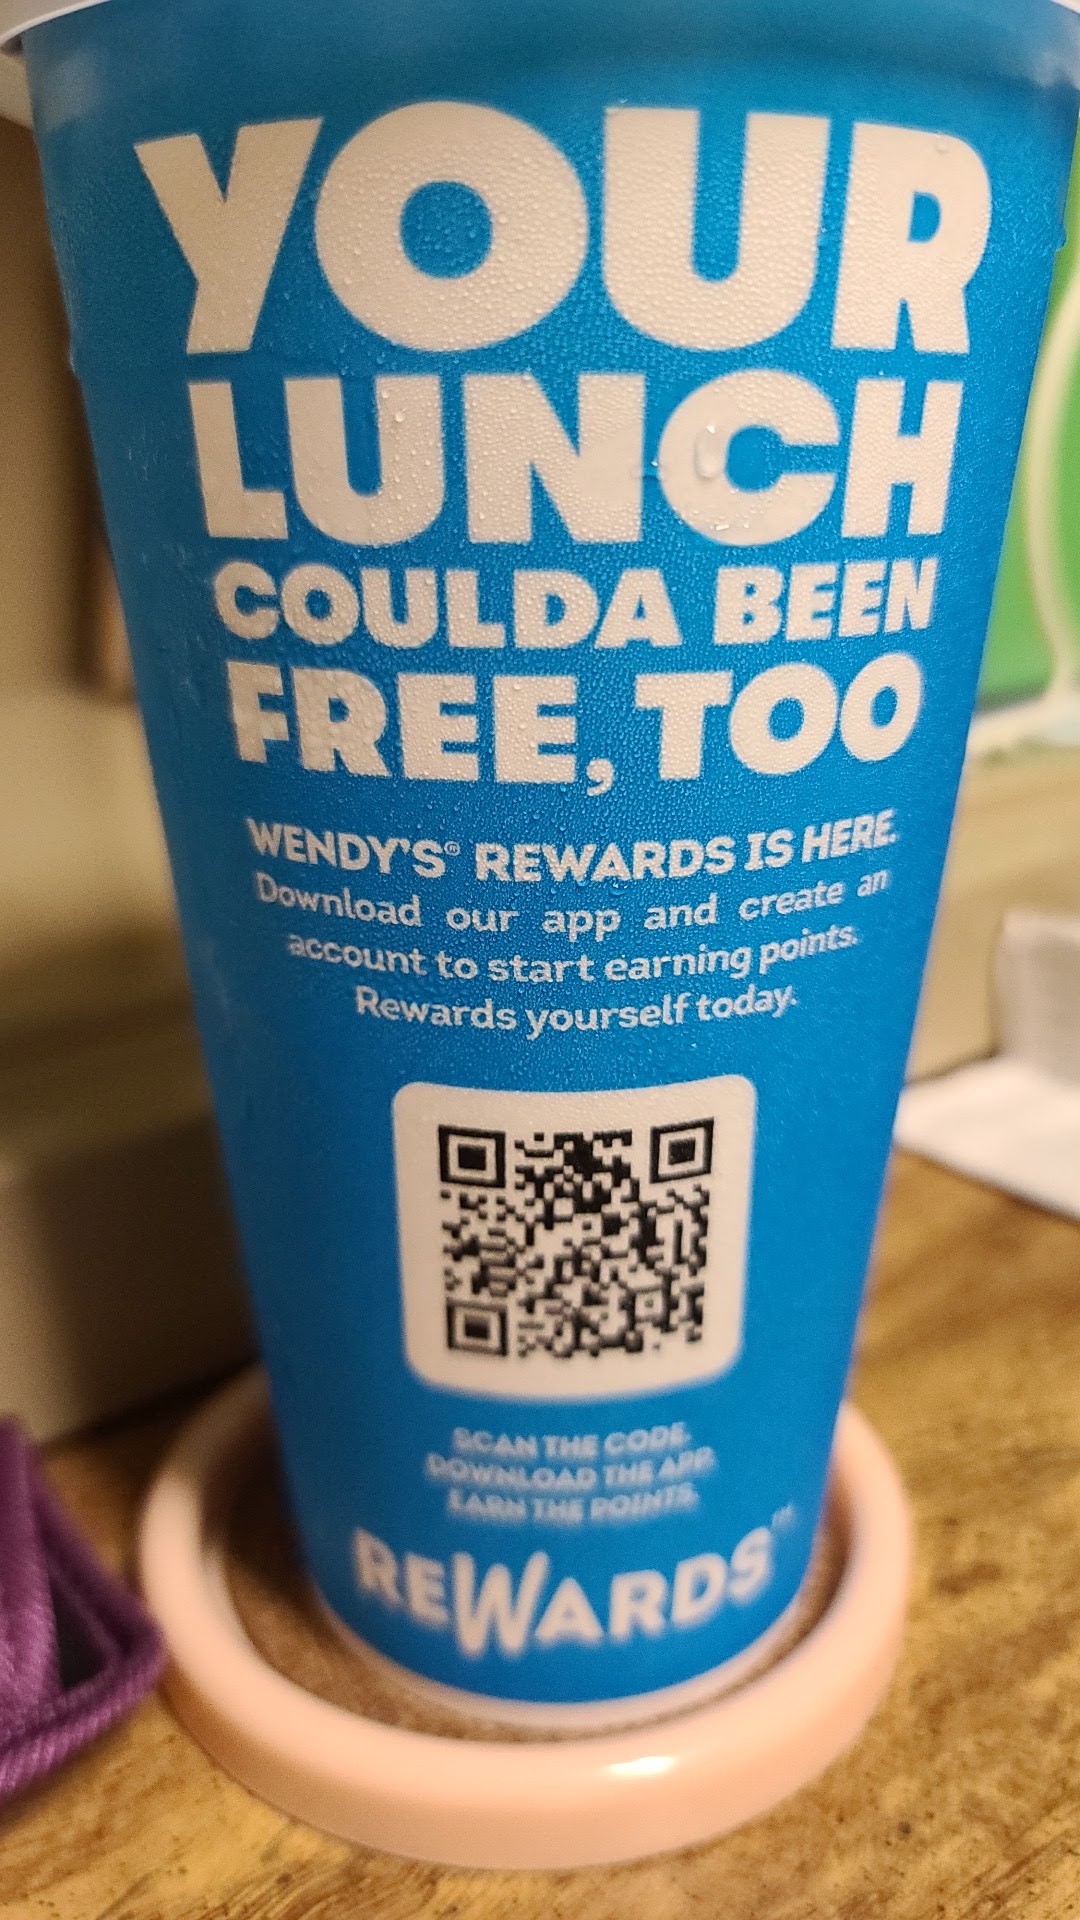 YOUR
LUNCH
COULDA BEEN
FREE, TOO
WENDY'S® REWARDS IS HERE.
Download our app and create an
account to start earning points.
Rewards yourself today.
SCAN THE CODE.
DOWNLOAD THE APP.
EARN THE POINTS.
REWARDS™